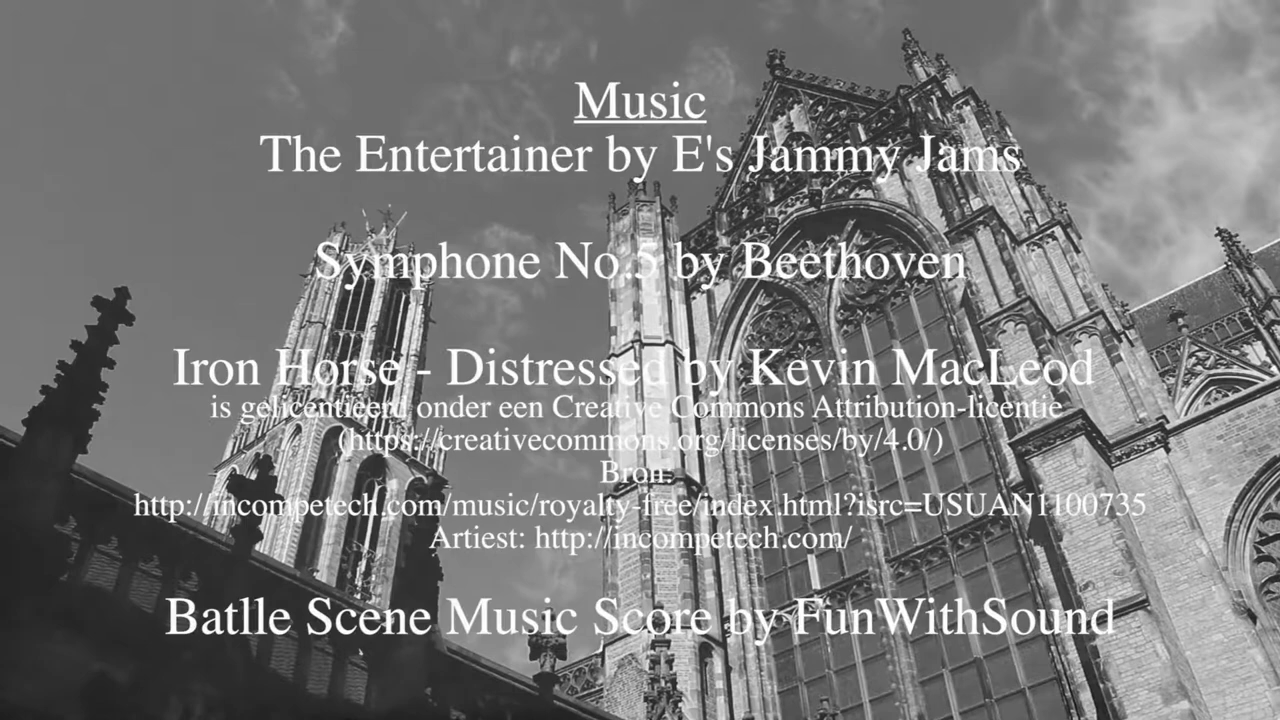 Music
The Entertainer by E's Jammy Jams
Symphone No.5 by Beethoven
Iron Horse - Distressed by Kevin MacLeod
is gelicentieerd onder een Creative Commons Attribution-licentie
(https://creativecommons.org/licenses/by/4.0/)
Bron:
http://incompetech.com/music/royalty-free/index.html?isrc=USUAN1100735
Artiest: http://incompetech.com/
Batlle Scene Music Score by FunWithSound